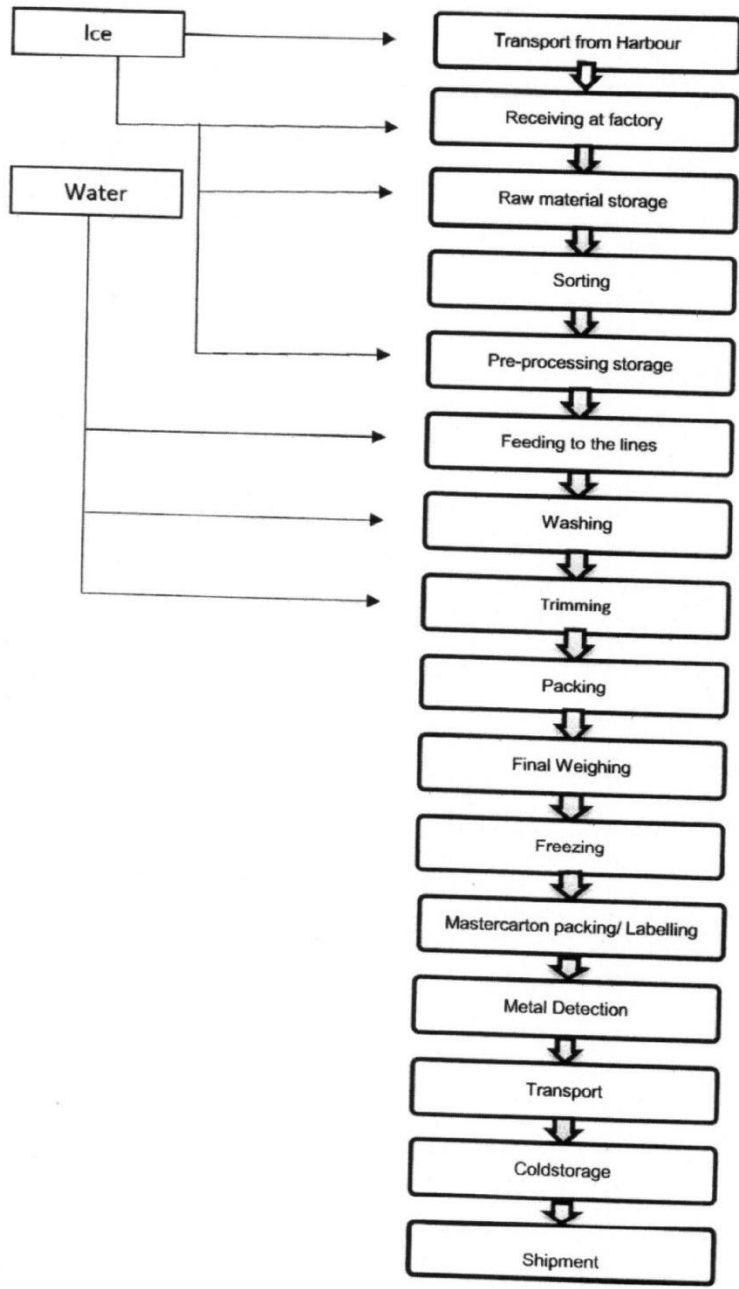 Ice
Transport from Harbour
Receiving at factory
Water
Raw material storage
Sorting
Pre-processing storage
Feeding to the lines
Washing
Trimming
Packing
Final Weighing
Freezing
Mastercarton packing/ Labelling
Metal Detection
Transport
Coldstorage
Shipment